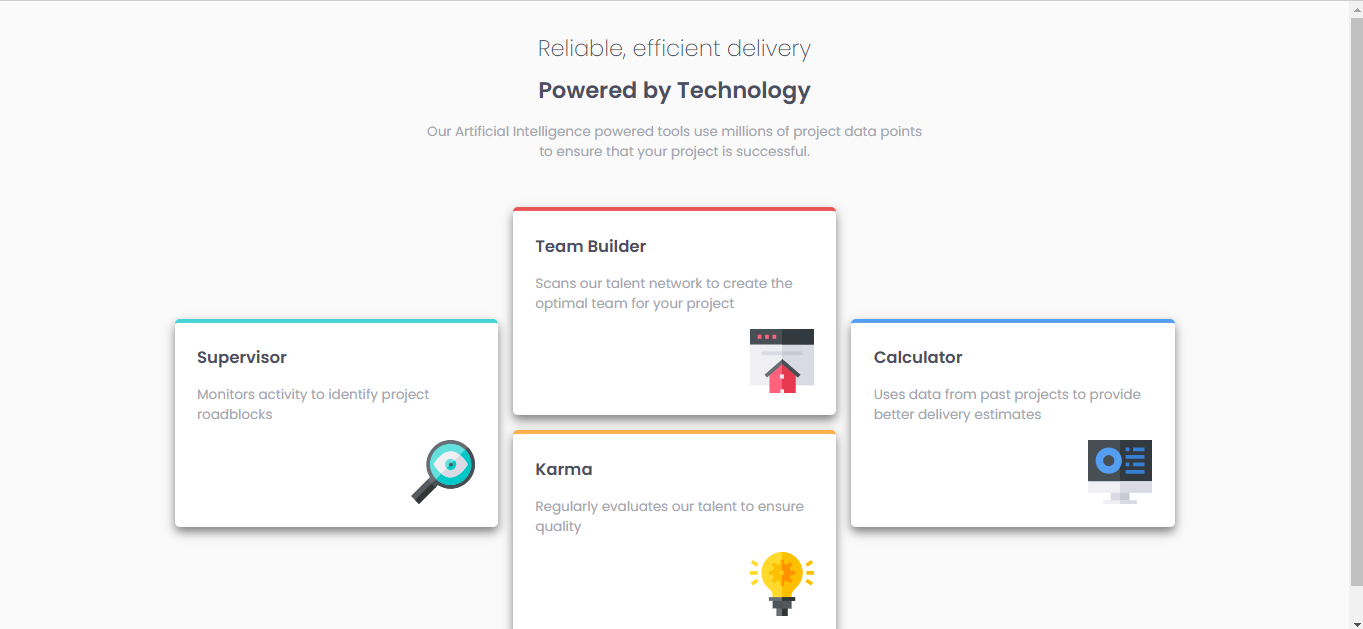 Reliable, efficient delivery
Powered by Technology
Our Artificial Intelligence powered tools use millions of project data points
to ensure that your project is successful.
Team Builder
Scans our talent network to create the
optimal team for your project
Supervisor
Monitors activity to identify project
roadblocks
Calculator
Uses data from past projects to provide
better delivery estimates
Karma
Regularly evaluates our talent to ensure
quality